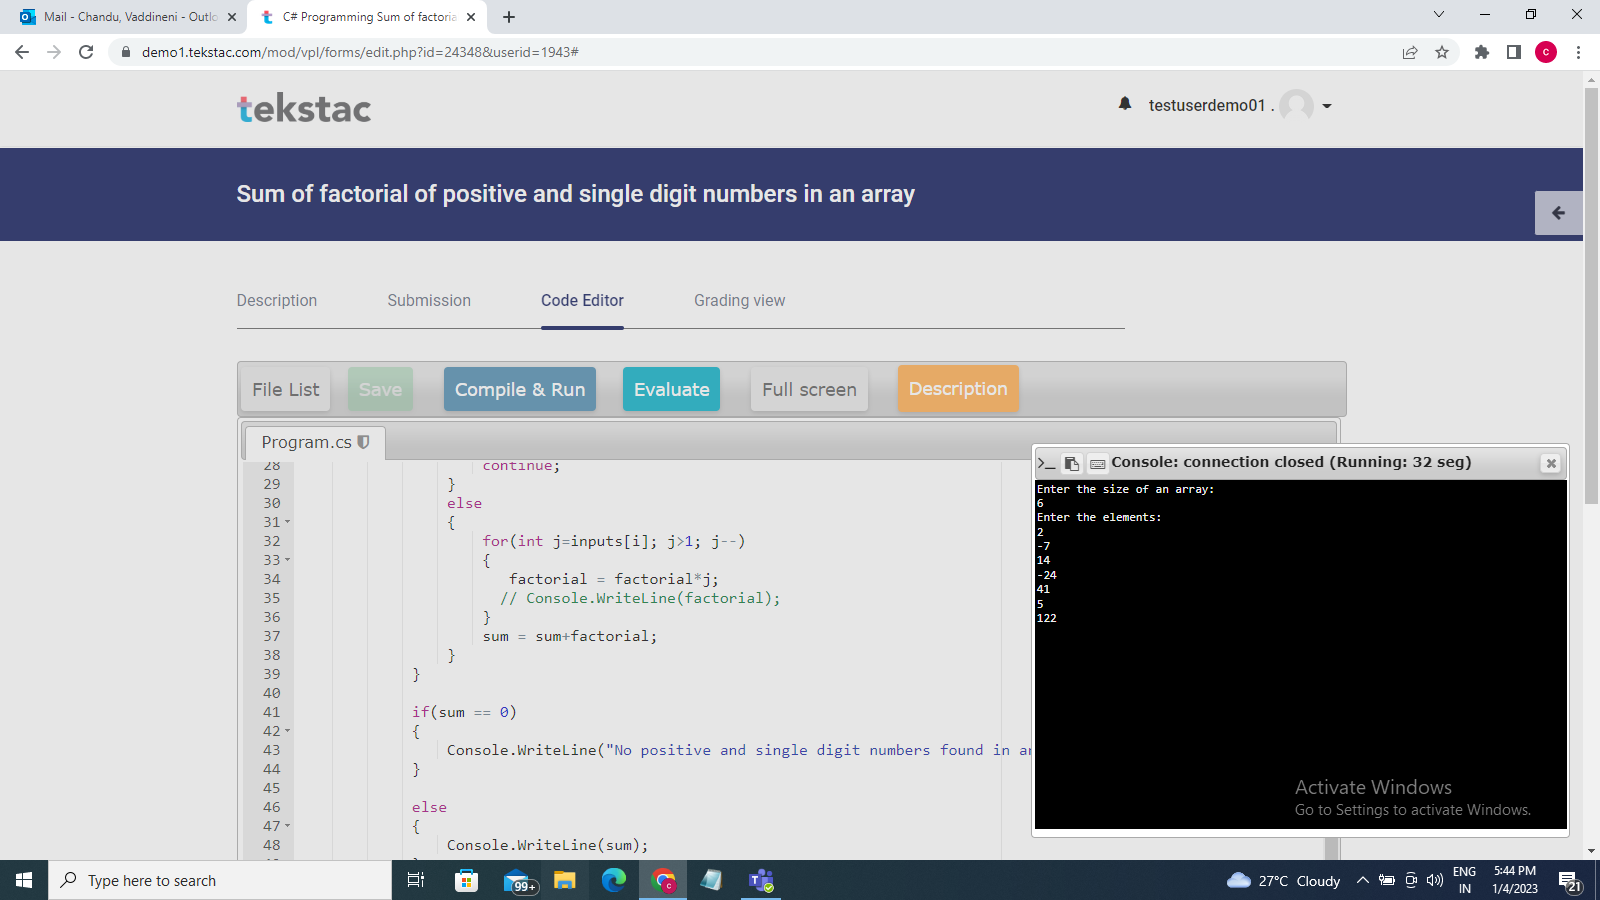 Mail - Chandu, Vaddineni - Outlo
C# Programming Sum of factoria
demo1.tekstac.com/mod/vpl/forms/edit.php?id=24348&userid=1943#
C
tekstac
testuserdemo01 .
Sum of factorial of positive and single digit numbers in an array
Description
Submission
Code Editor
Grading view
File List
Save
Compile & Run
Evaluate
Full screen
Description
Program.cs
28 continue;
29 }
30 else
31 {
32 for(int j=inputs[i]; j>1; j--)
33 {
34 factorial = factorial*j;
35 // Console.WriteLine(factorial);
36 }
37 sum = sum+factorial;
38 }
39 }
40
41 if(sum == 0)
42 {
43 Console.WriteLine("No positive and single digit numbers found in ar
44 }
45
46 else
47 {
48 Console.WriteLine(sum);
Console: connection closed (Running: 32 seg)
Enter the size of an array:
6
Enter the elements:
2
-7
14
-24
41
5
122
Activate Windows
Go to Settings to activate Windows.
Type here to search
99+
27°C Cloudy
ENG
IN
5:44 PM
1/4/2023
21